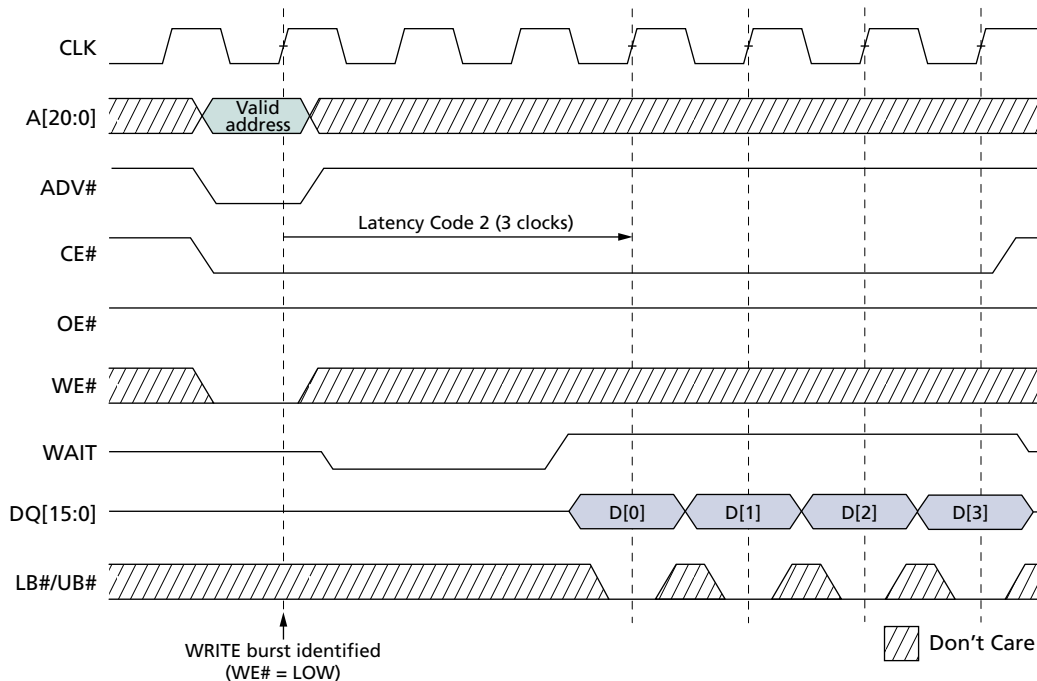 CLK
A[20:0]
Valid
address
ADV#
Latency Code 2 (3 clocks)
CE#
OE#
WE#
WAIT
DQ[15:0]
D[0]
D[1]
D[2]
D[3]
LB#/UB#
WRITE burst identified
(WE# = LOW)
Don't Care